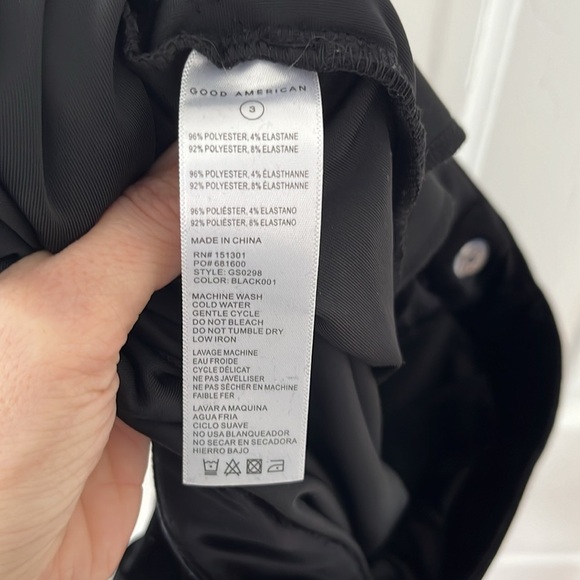 GOOD AMERICAN
3
96% POLYESTER, 4% ELASTANE
92% POLYESTER, 8% ELASTANE
96% POLYESTER, 4% ÉLASTHANNE
92% POLYESTER, 8% ÉLASTHANNE
96% POLIÉSTER, 4% ELASTANO
92% POLIÉSTER, 8% ELASTANO
MADE IN CHINA
RN# 151301
PO# 681600
STYLE: GS0298
COLOR: BLACK001
MACHINE WASH
COLD WATER
GENTLE CYCLE
DO NOT BLEACH
DO NOT TUMBLE DRY
LOW IRON
LAVAGE MACHINE
EAU FROIDE
CYCLE DÉLICAT
NE PAS JAVELLISER
NE PAS SÉCHER EN MACHINE
FAIBLE FER
LAVAR A MAQUINA
AGUA FRIA
CICLO SUAVE
NO USA BLANQUEADOR
NO SECAR EN SECADORA
HIERRO BAJO